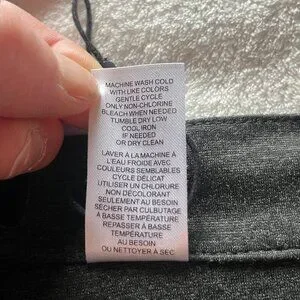 MACHINE WASH COLD
WITH LIKE COLORS
GENTLE CYCLE
ONLY NON-CHLORINE
BLEACH WHEN NEEDED
TUMBLE DRY LOW
COOL IRON
IF NEEDED
OR DRY CLEAN
LAVER À LA MACHINE À
L'EAU FROIDE AVEC
COULEURS SEMBLABLES
CYCLE DÉLICAT
UTILISER UN CHLORURE
NON DÉCOLORANT
SEULEMENT AU BESOIN
SÉCHER PAR CULBUTAGE
À BASSE TEMPÉRATURE
REPASSER À BASSE
TEMPÉRATURE
AU BESOIN
OU NETTOYER À SEC